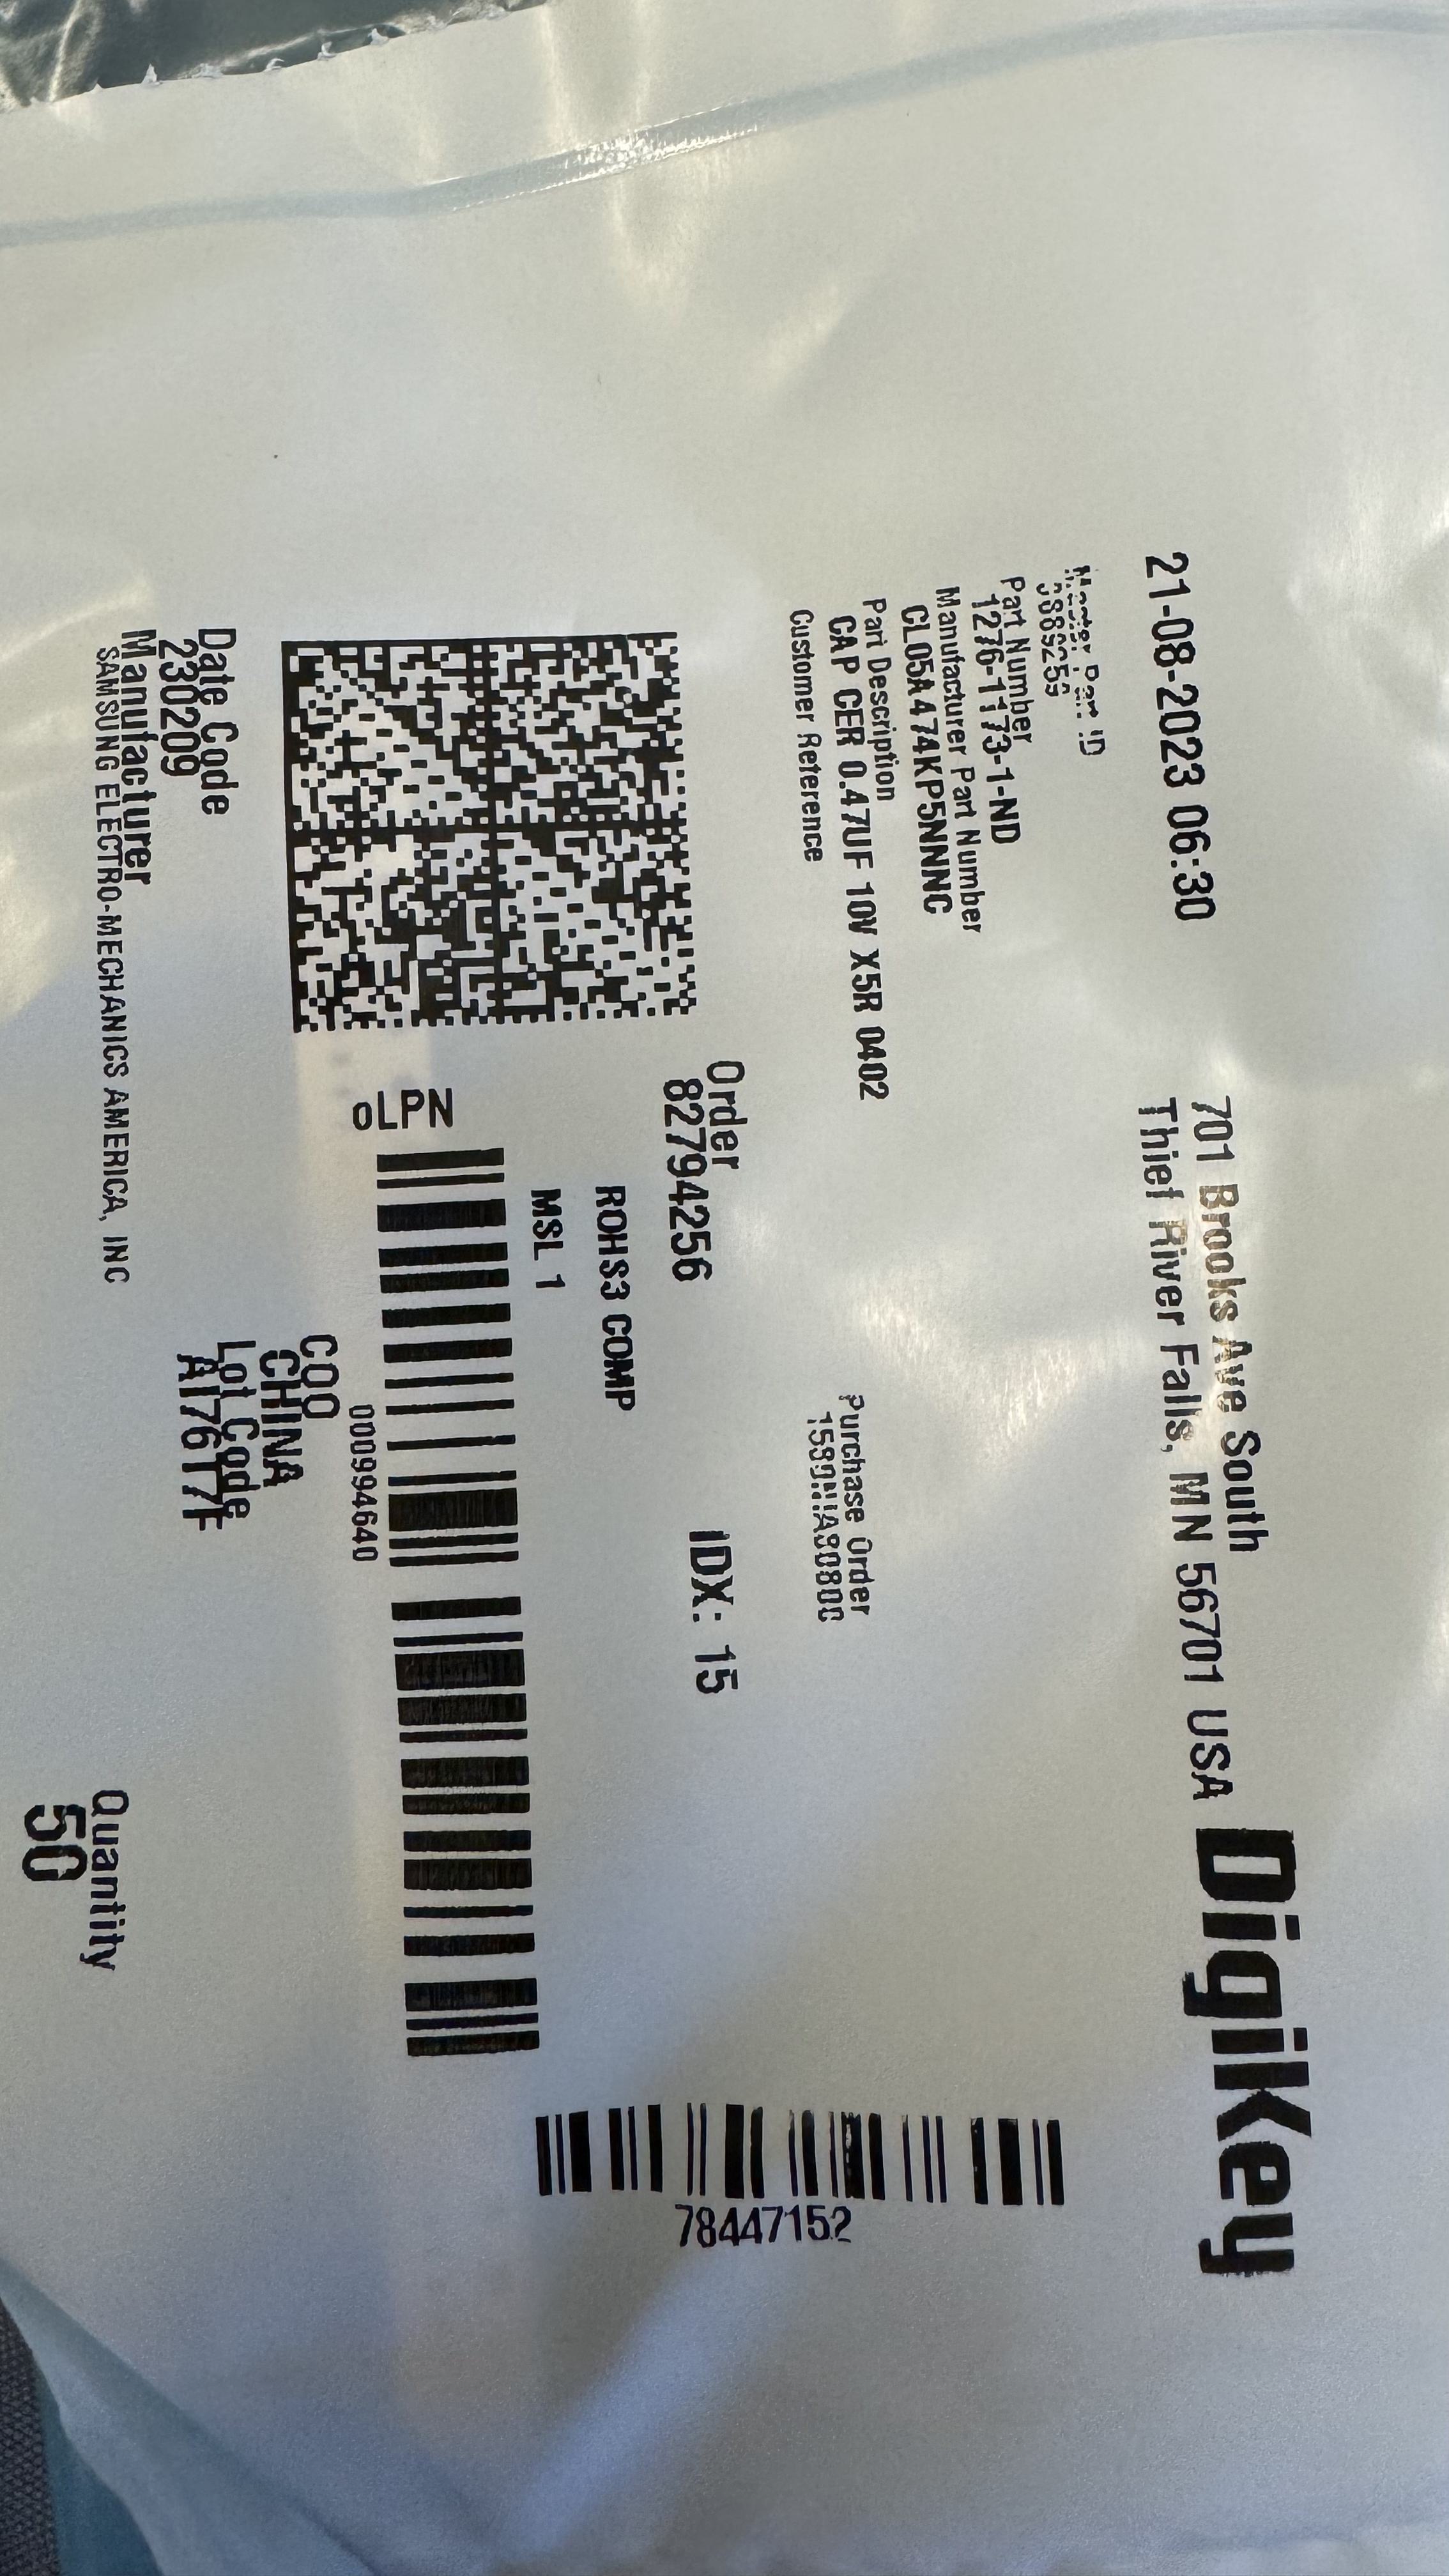 DigiKey
701 Brooks Ave South
Thief River Falls, MN 56701 USA
21-08-2023 06:30
Part Number
1276-1173-1-ND
Manufacturer Part Number
CL05A474KP5NNNC
Part Description
CAP CER 0.47UF 10V X5R 0402
Customer Reference
Purchase Order
78447152
Order
82794256
IDX: 15
ROHS3 COMP
MSL 1
oLPN
000994640
COO
CHINA
Lot Code
AI76T7F
Date Code
230209
Manufacturer
SAMSUNG ELECTRO-MECHANICS AMERICA, INC
Quantity
50